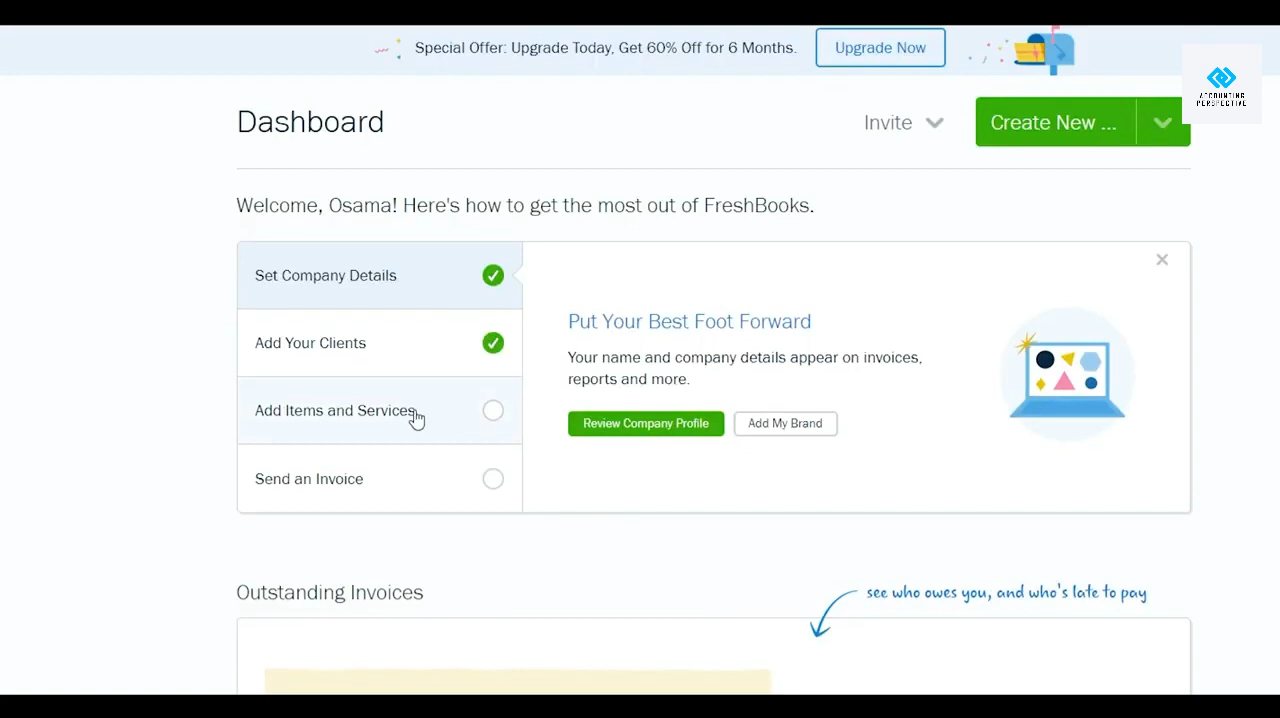 Special Offer: Upgrade Today, Get 60% Off for 6 Months.
Upgrade Now
ACCOUNTING
PERSPECTIVE
Dashboard
Invite
Create New ...
Welcome, Osama! Here's how to get the most out of FreshBooks.
Set Company Details
Add Your Clients
Add Items and Services
Send an Invoice
Put Your Best Foot Forward
Your name and company details appear on invoices,
reports and more.
Review Company Profile
Add My Brand
Outstanding Invoices
see who owes you, and who's late to pay